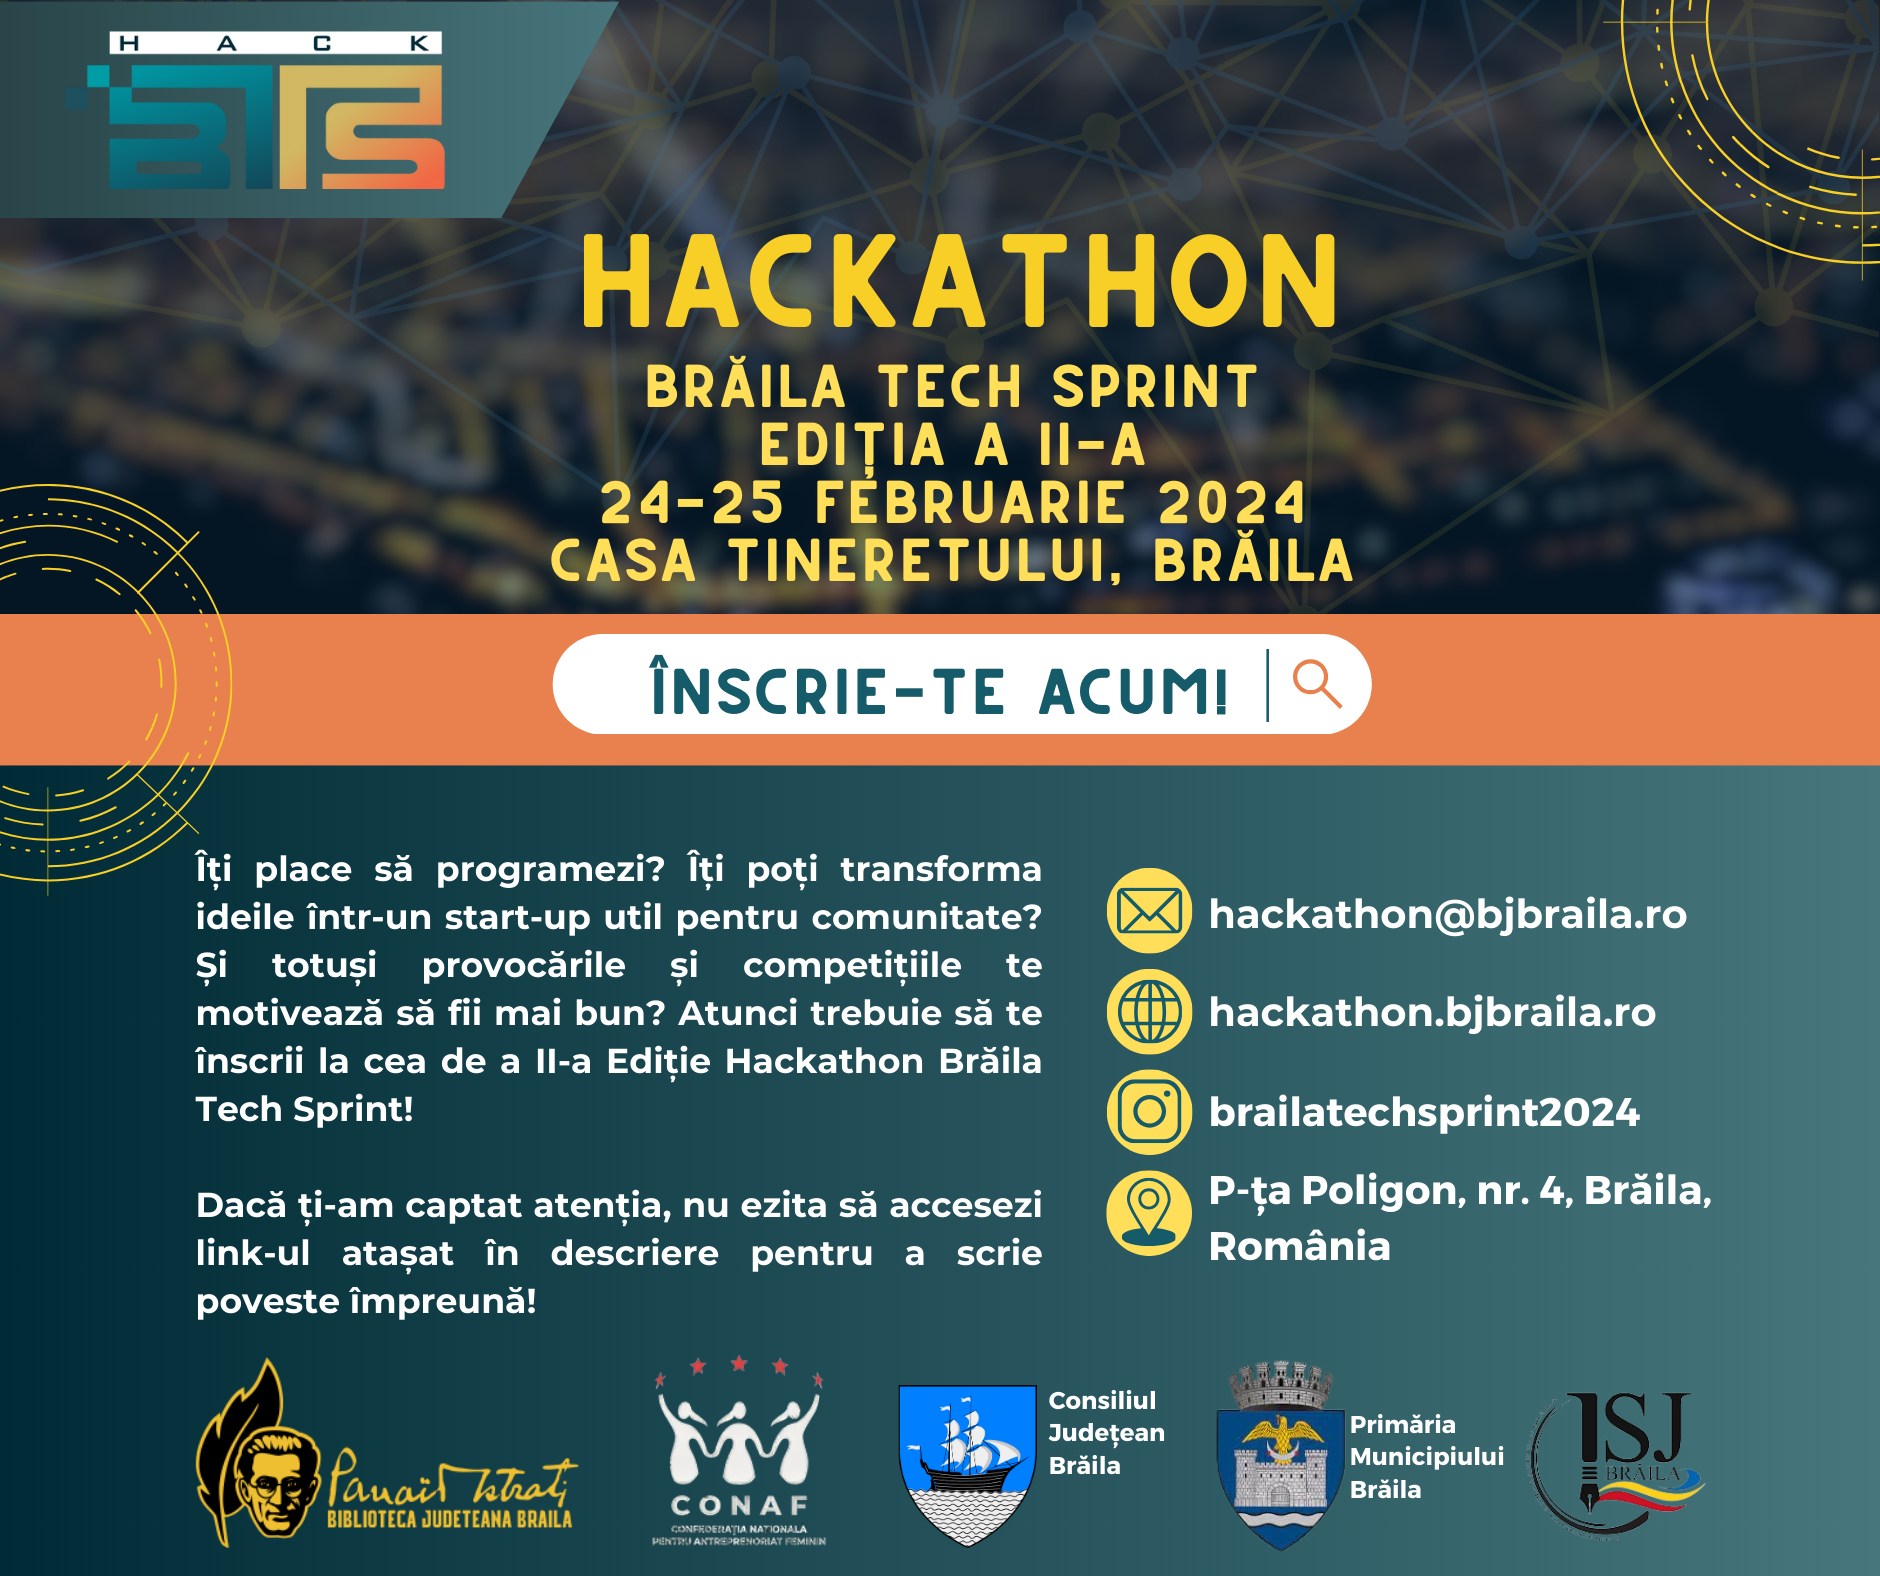 HACK
BTS
HACKATHON
BRĂILA TECH SPRINT
EDIȚIA A II-A
24-25 FEBRUARIE 2024
CASA TINERETULUI, BRĂILA
ÎNSCRIE-TE ACUM!
Îți place să programezi? Îți poți transforma
ideile într-un start-up util pentru comunitate?
Și totuși provocările și competițiile te
motivează să fii mai bun? Atunci trebuie să te
înscrii la cea de a II-a Ediție Hackathon Brăila
Tech Sprint!
Dacă ți-am captat atenția, nu ezita să accesezi
link-ul atașat în descriere pentru a scrie
poveste împreună!
hackathon@bjbraila.ro
hackathon.bjbraila.ro
brailatechsprint2024
P-ța Poligon, nr. 4, Brăila,
România
Panait Istrati
BIBLIOTECA JUDETEANA BRAILA
CONAF
CONFEDERAȚIA NAȚIONALA
PENTRU ANTREPRENORIAT FEMININ
Consiliul
Județean
Brăila
Primăria
Municipiului
Brăila
ISJ
BRĂILA